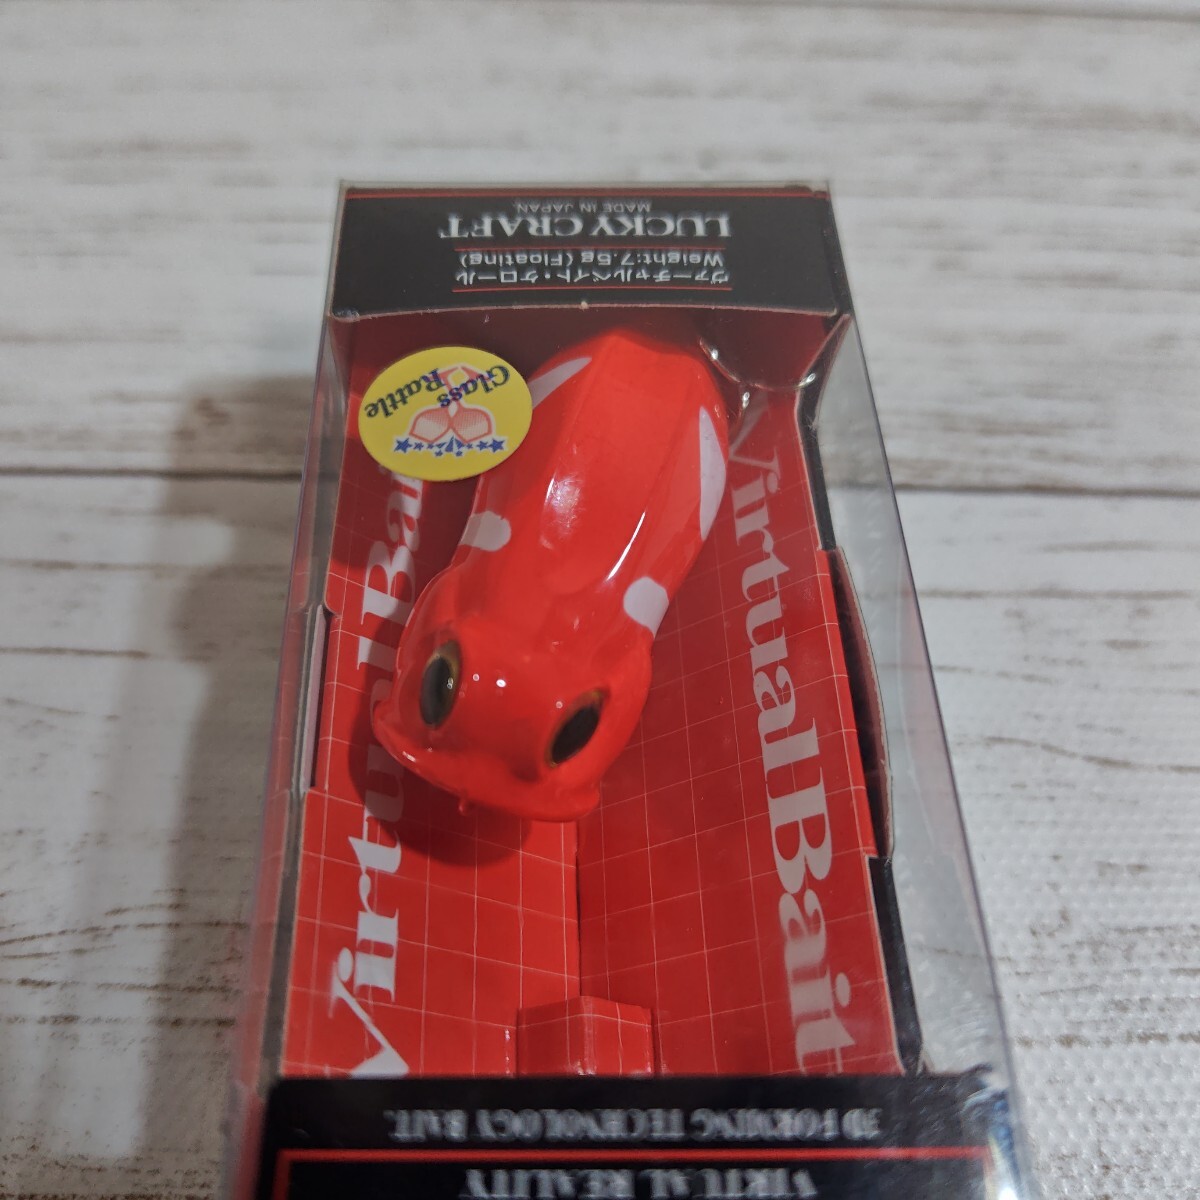 LUCKY CRAFT
MADE IN JAPAN.
ヴァーチャルベイト・ケロール
Weight:7.5g (Floating)
Glass
Rattle
VirtualBait
VirtualBa
3D FORMING TECHNOLOGY BAIT.
VIRTUAL REALITY